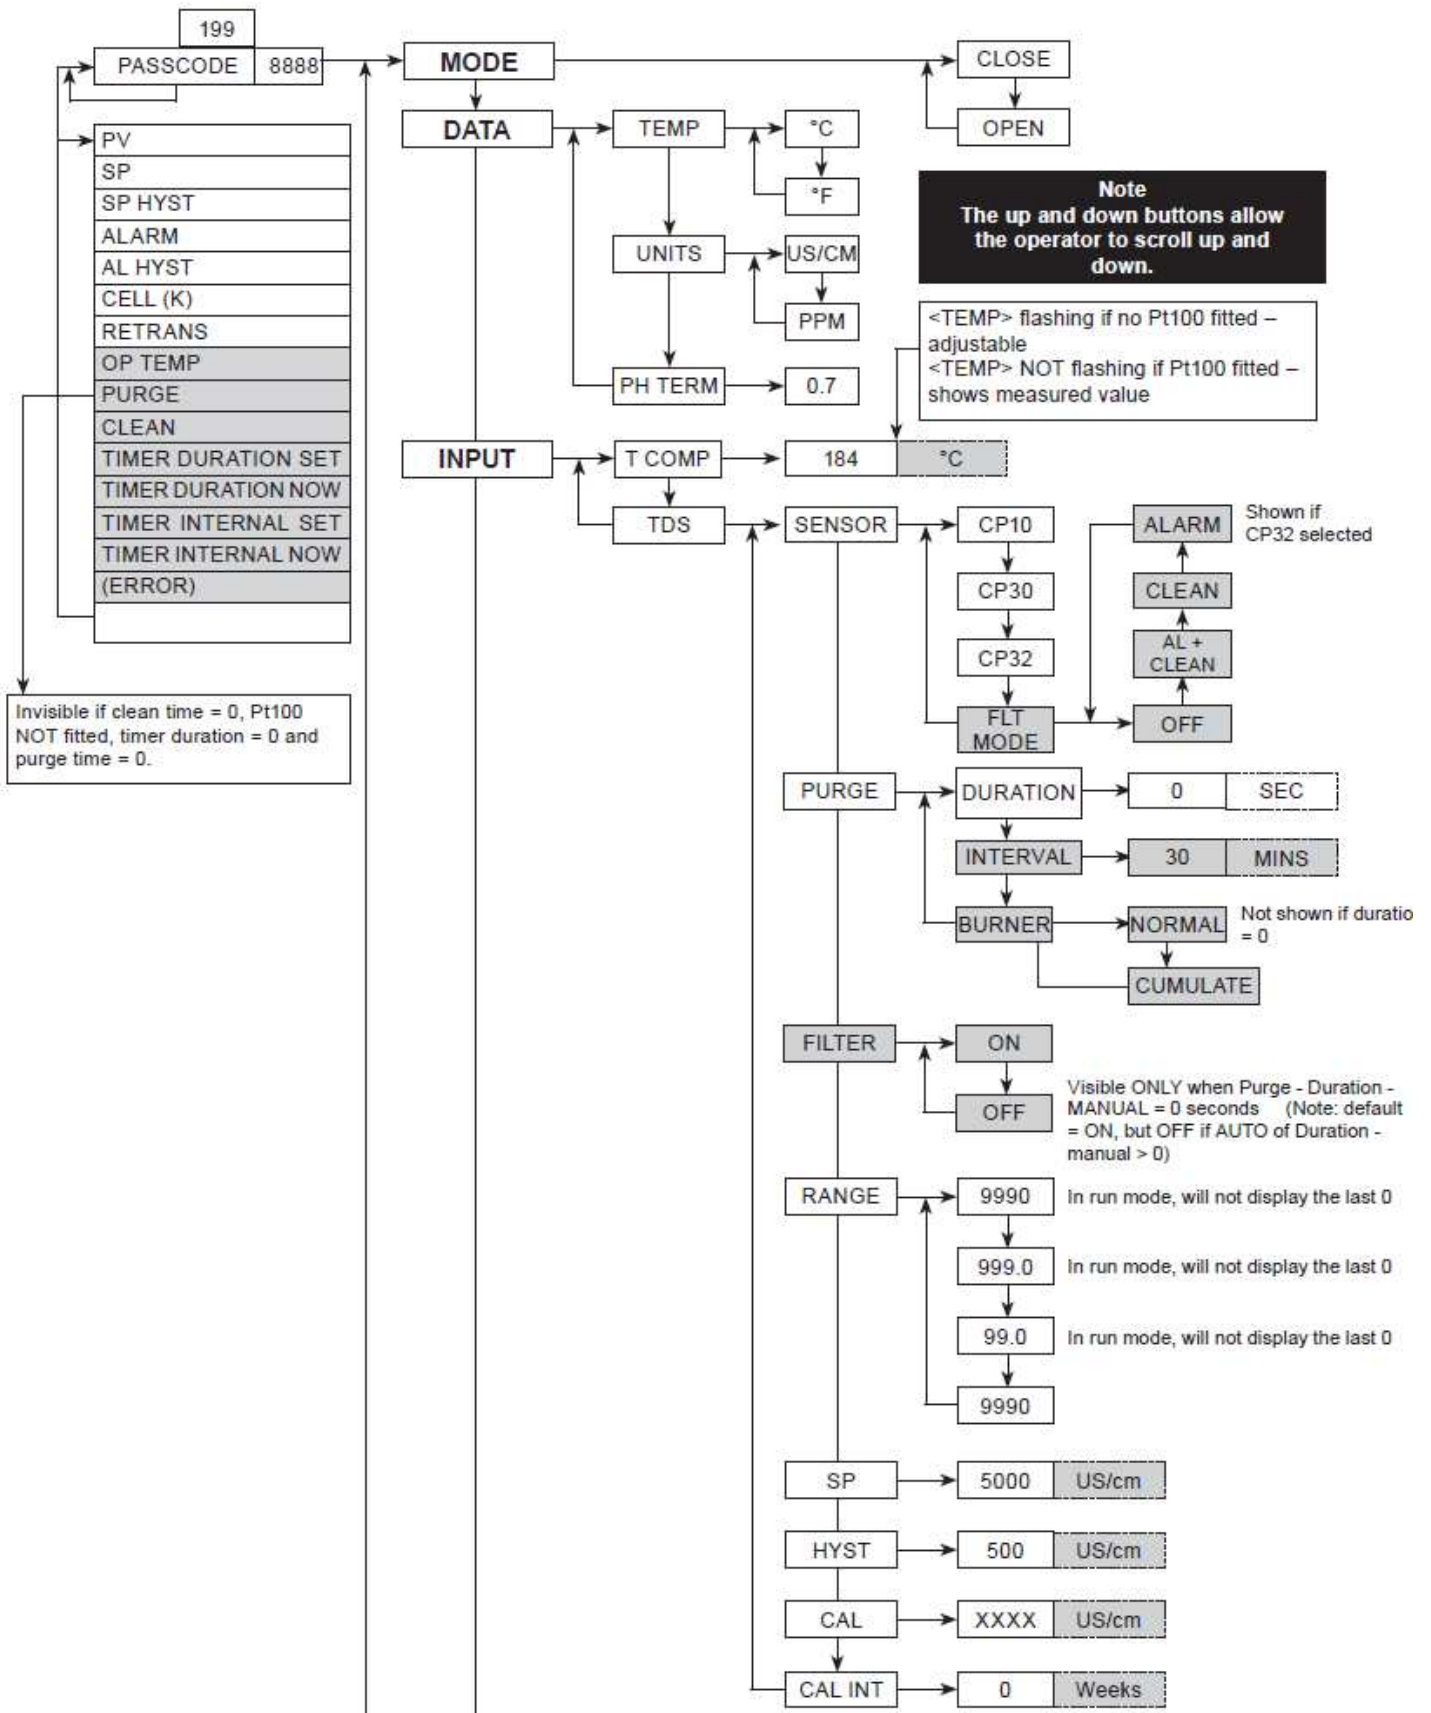 199
PASSCODE 8888
PV
SP
SP HYST
ALARM
AL HYST
CELL (K)
RETRANS
OP TEMP
PURGE
CLEAN
TIMER DURATION SET
TIMER DURATION NOW
TIMER INTERNAL SET
TIMER INTERNAL NOW
(ERROR)
Invisible if clean time = 0, Pt100
NOT fitted, timer duration = 0 and
purge time = 0.
MODE
CLOSE
OPEN
DATA
TEMP
°C
°F
UNITS
US/CM
PPM
PH TERM
0.7
Note
The up and down buttons allow
the operator to scroll up and
down.
<TEMP> flashing if no Pt100 fitted –
adjustable
<TEMP> NOT flashing if Pt100 fitted –
shows measured value
INPUT
T COMP
184 °C
TDS
SENSOR
CP10
CP30
CP32
FLT
MODE
ALARM
CLEAN
AL +
CLEAN
OFF
Shown if
CP32 selected
PURGE
DURATION
0 SEC
INTERVAL
30 MINS
BURNER
NORMAL
CUMULATE
Not shown if duratio
= 0
FILTER
ON
OFF
Visible ONLY when Purge - Duration -
MANUAL = 0 seconds (Note: default
= ON, but OFF if AUTO of Duration -
manual > 0)
RANGE
9990
In run mode, will not display the last 0
999.0
In run mode, will not display the last 0
99.0
In run mode, will not display the last 0
9990
SP
5000 US/cm
HYST
500 US/cm
CAL
XXXX US/cm
CAL INT
0 Weeks